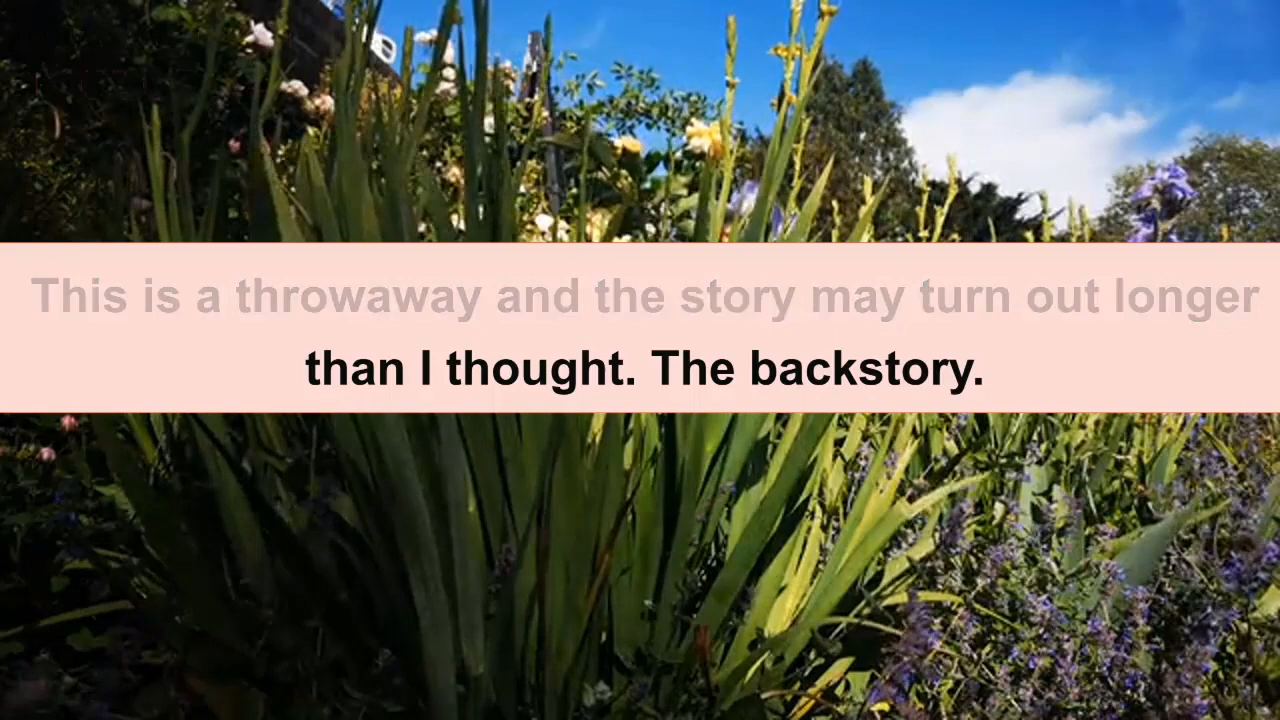 This is a throwaway and the story may turn out longer
than I thought. The backstory.